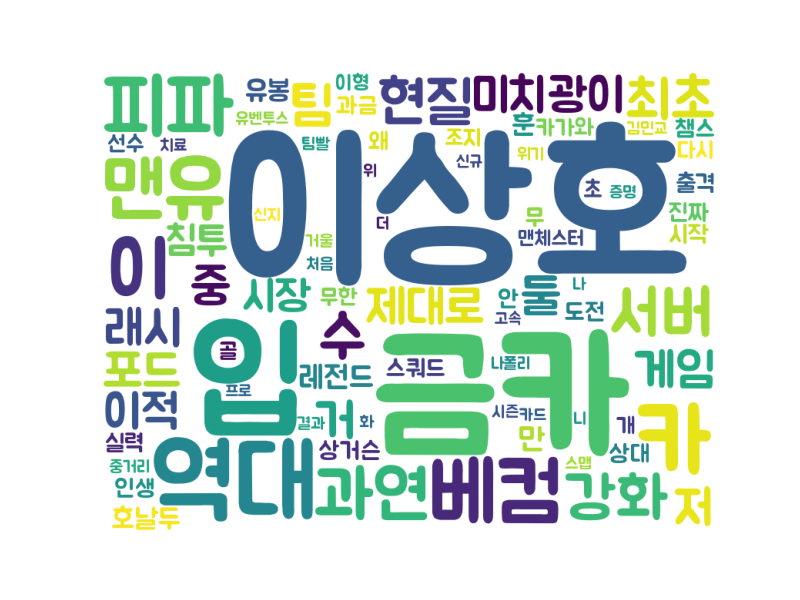 피파 유봉 팀 이형 현질 미치광이 최초
유벤투스 과금 훈 카가와 김민교 챔스
선수 치료 팀빨 왜 조지 위기 다시
맨유 이상호 위 신규 초 증명 출격
신지 더 무 진짜
침투 거울 맨체스터 시작
이 중 시장 처음 무한 제대로 안 둘 나 서버
래시 수 고속 도전
포드 골 입 레전드 스쿼드 금카 나폴리 게임
이적 프로 거 결과 화 시즌 카드 니 개 카
실력 상거슨 만 상대
중거리 역대 과연 베컴 스맵 강화 저
인생
호날두